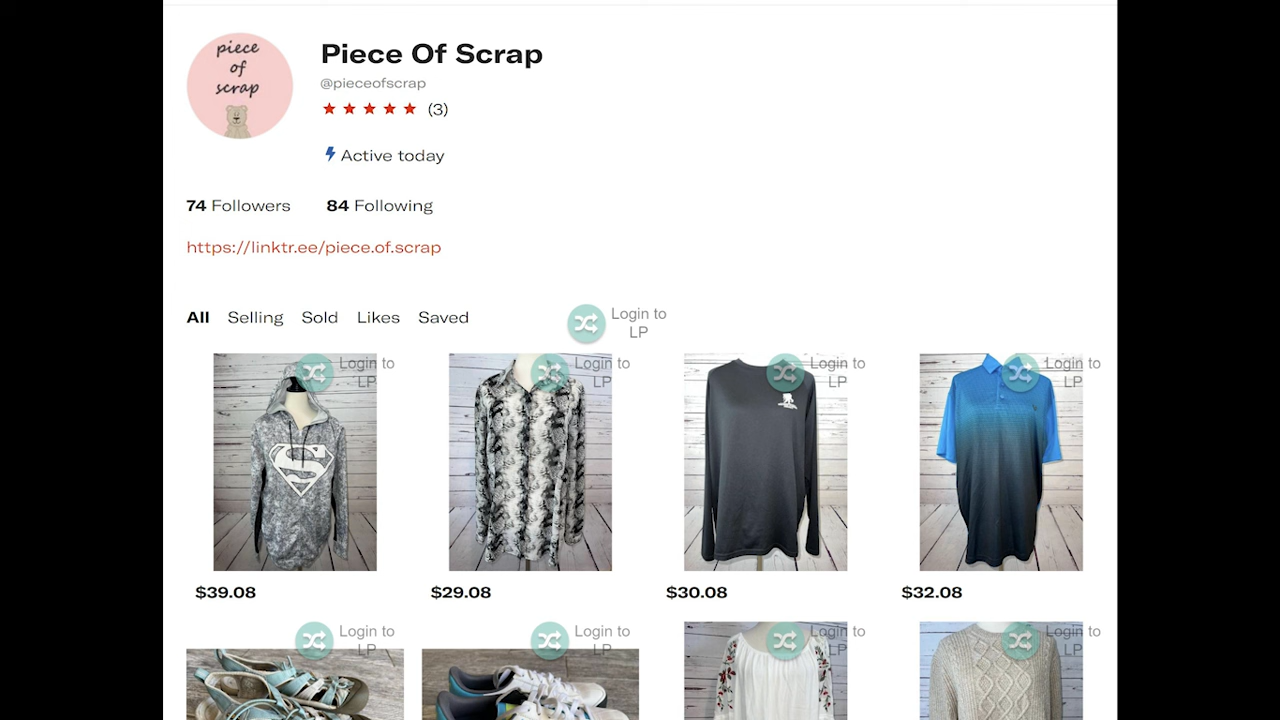 piece
of
scrap
Piece Of Scrap
@pieceofscrap
(3)
Active today
74 Followers 84 Following
https://linktr.ee/piece.of.scrap
All Selling Sold Likes Saved
Login to
LP
Login to
LP
Login to
LP
Login to
LP
Login to
LP
S
$39.08 $29.08 $30.08 $32.08
Login to
LP
Login to
LP
Login to
LP
Login to
LP